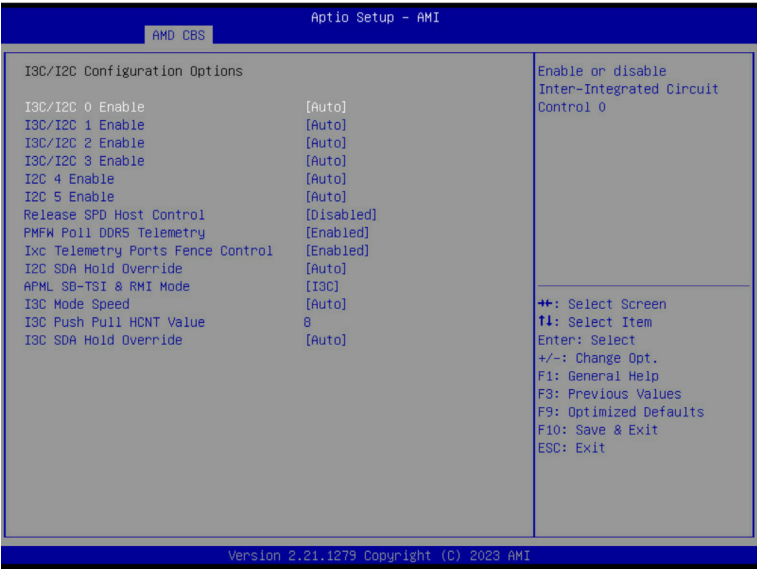 Aptio Setup – AMI
AMD CBS
I3C/I2C Configuration Options
I3C/I2C 0 Enable [Auto]
I3C/I2C 1 Enable [Auto]
I3C/I2C 2 Enable [Auto]
I3C/I2C 3 Enable [Auto]
I2C 4 Enable [Auto]
I2C 5 Enable [Auto]
Release SPD Host Control [Disabled]
PMFW Poll DDR5 Telemetry [Enabled]
Ixc Telemetry Ports Fence Control [Enabled]
I2C SDA Hold Override [Auto]
APML SB-TSI & RMI Mode [I3C]
I3C Mode Speed [Auto]
I3C Push Pull HCNT Value 8
I3C SDA Hold Override [Auto]
Enable or disable
Inter-Integrated Circuit
Control 0
→←: Select Screen
↑↓: Select Item
Enter: Select
+/-: Change Opt.
F1: General Help
F3: Previous Values
F9: Optimized Defaults
F10: Save & Exit
ESC: Exit
Version 2.21.1279 Copyright (C) 2023 AMI